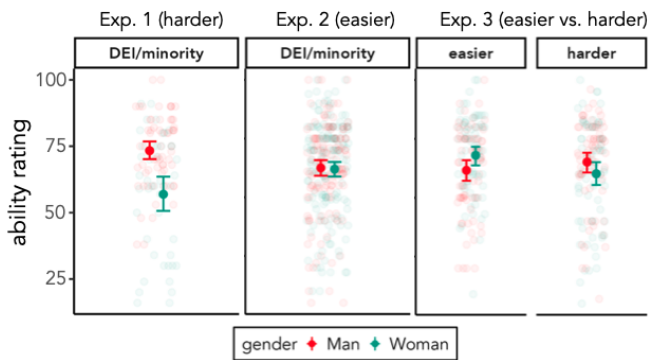 Exp. 1 (harder) Exp. 2 (easier) Exp. 3 (easier vs. harder)
DEI/minority DEI/minority easier harder
100
75
50
25
ability rating
gender Man Woman